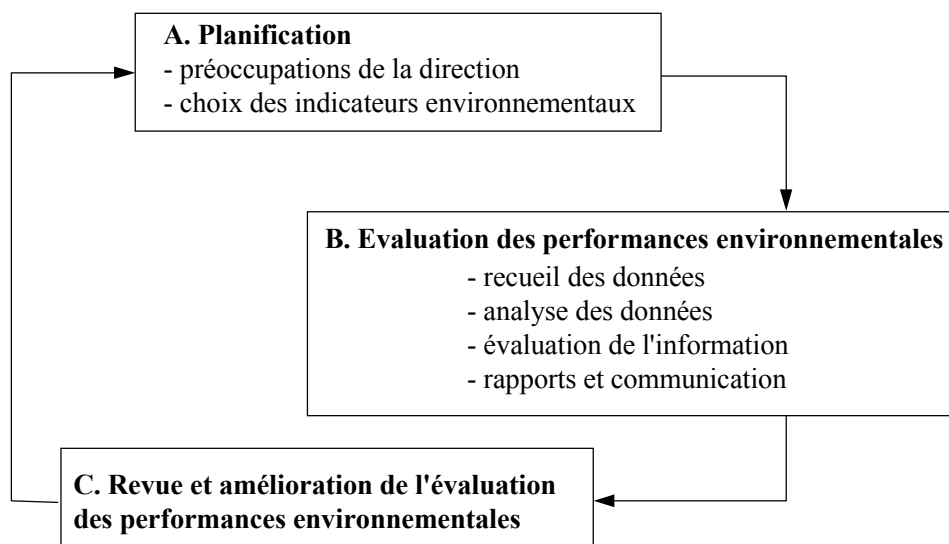 A. Planification
- préoccupations de la direction
- choix des indicateurs environnementaux
B. Evaluation des performances environnementales
- recueil des données
- analyse des données
- évaluation de l'information
- rapports et communication
C. Revue et amélioration de l'évaluation
des performances environnementales